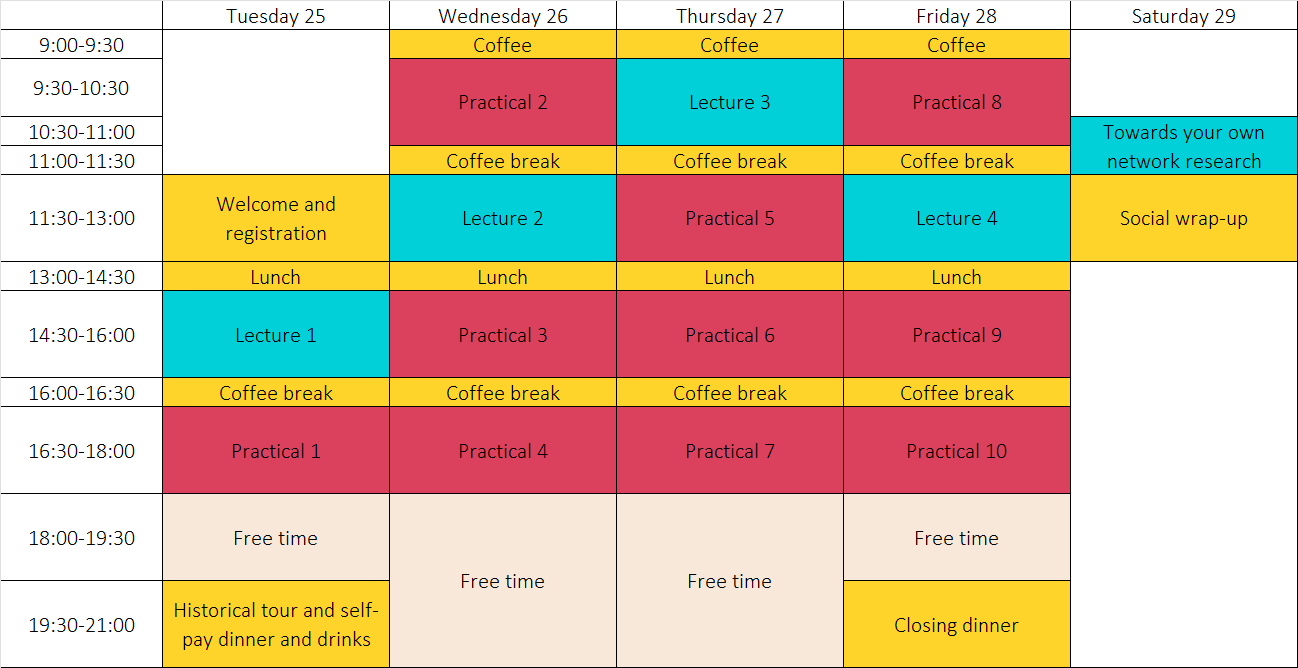 Tuesday 25 Wednesday 26 Thursday 27 Friday 28 Saturday 29
9:00-9:30 Coffee Coffee Coffee
9:30-10:30
Practical 2 Lecture 3 Practical 8
10:30-11:00 Towards your own
11:00-11:30 Coffee break Coffee break Coffee break network research
Welcome and
11:30-13:00 Lecture 2 Practical 5 Lecture 4 Social wrap-up
registration
13:00-14:30 Lunch Lunch Lunch Lunch
14:30-16:00 Lecture 1 Practical 3 Practical 6 Practical 9
16:00-16:30 Coffee break Coffee break Coffee break Coffee break
16:30-18:00 Practical 1 Practical 4 Practical 7 Practical 10
18:00-19:30 Free time Free time
Free time Free time
Historical tour and self-
19:30-21:00 Closing dinner
pay dinner and drinks